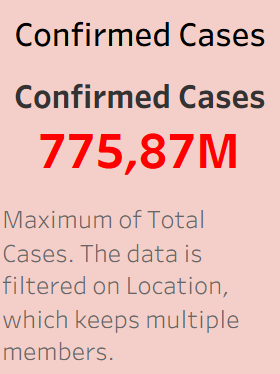 Confirmed Cases
Confirmed Cases
775,87M
Maximum of Total
Cases. The data is
filtered on Location,
which keeps multiple
members.